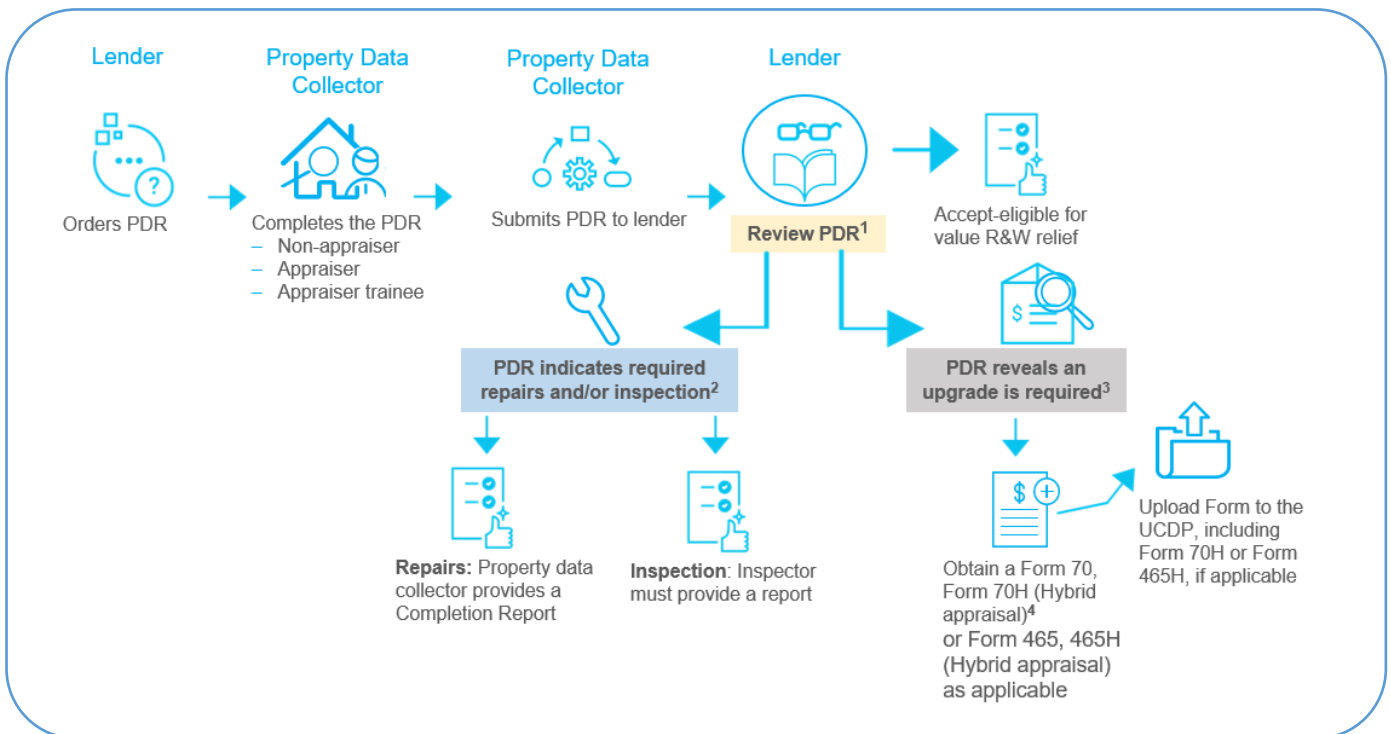 Lender
Property Data
Collector
Property Data
Collector
Lender
?
Orders PDR
Completes the PDR
– Non-appraiser
– Appraiser
– Appraiser trainee
Submits PDR to lender
Review PDR¹
Accept-eligible for
value R&W relief
PDR indicates required
repairs and/or inspection²
$
PDR reveals an
upgrade is required³
Repairs: Property data
collector provides a
Completion Report
Inspection: Inspector
must provide a report
$ +
Obtain a Form 70,
Form 70H (Hybrid
appraisal)⁴
or Form 465, 465H
(Hybrid appraisal)
as applicable
Upload Form to the
UCDP, including
Form 70H or Form
465H, if applicable